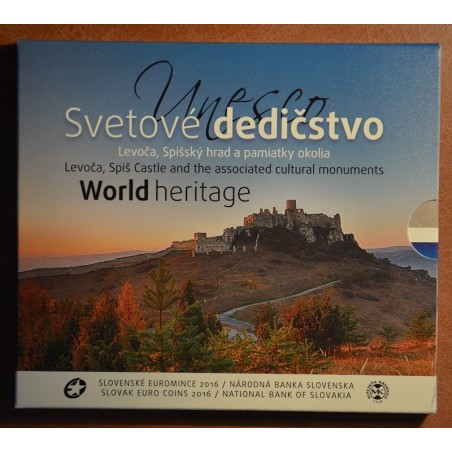 Unesco
Svetové dedičstvo
Levoča, Spišský hrad a pamiatky okolia
Levoča, Spiš Castle and the associated cultural monuments
World heritage
SLOVENSKÉ EUROMINCE 2016 / NÁRODNÁ BANKA SLOVENSKA
SLOVAK EURO COINS 2016 / NATIONAL BANK OF SLOVAKIA
MK